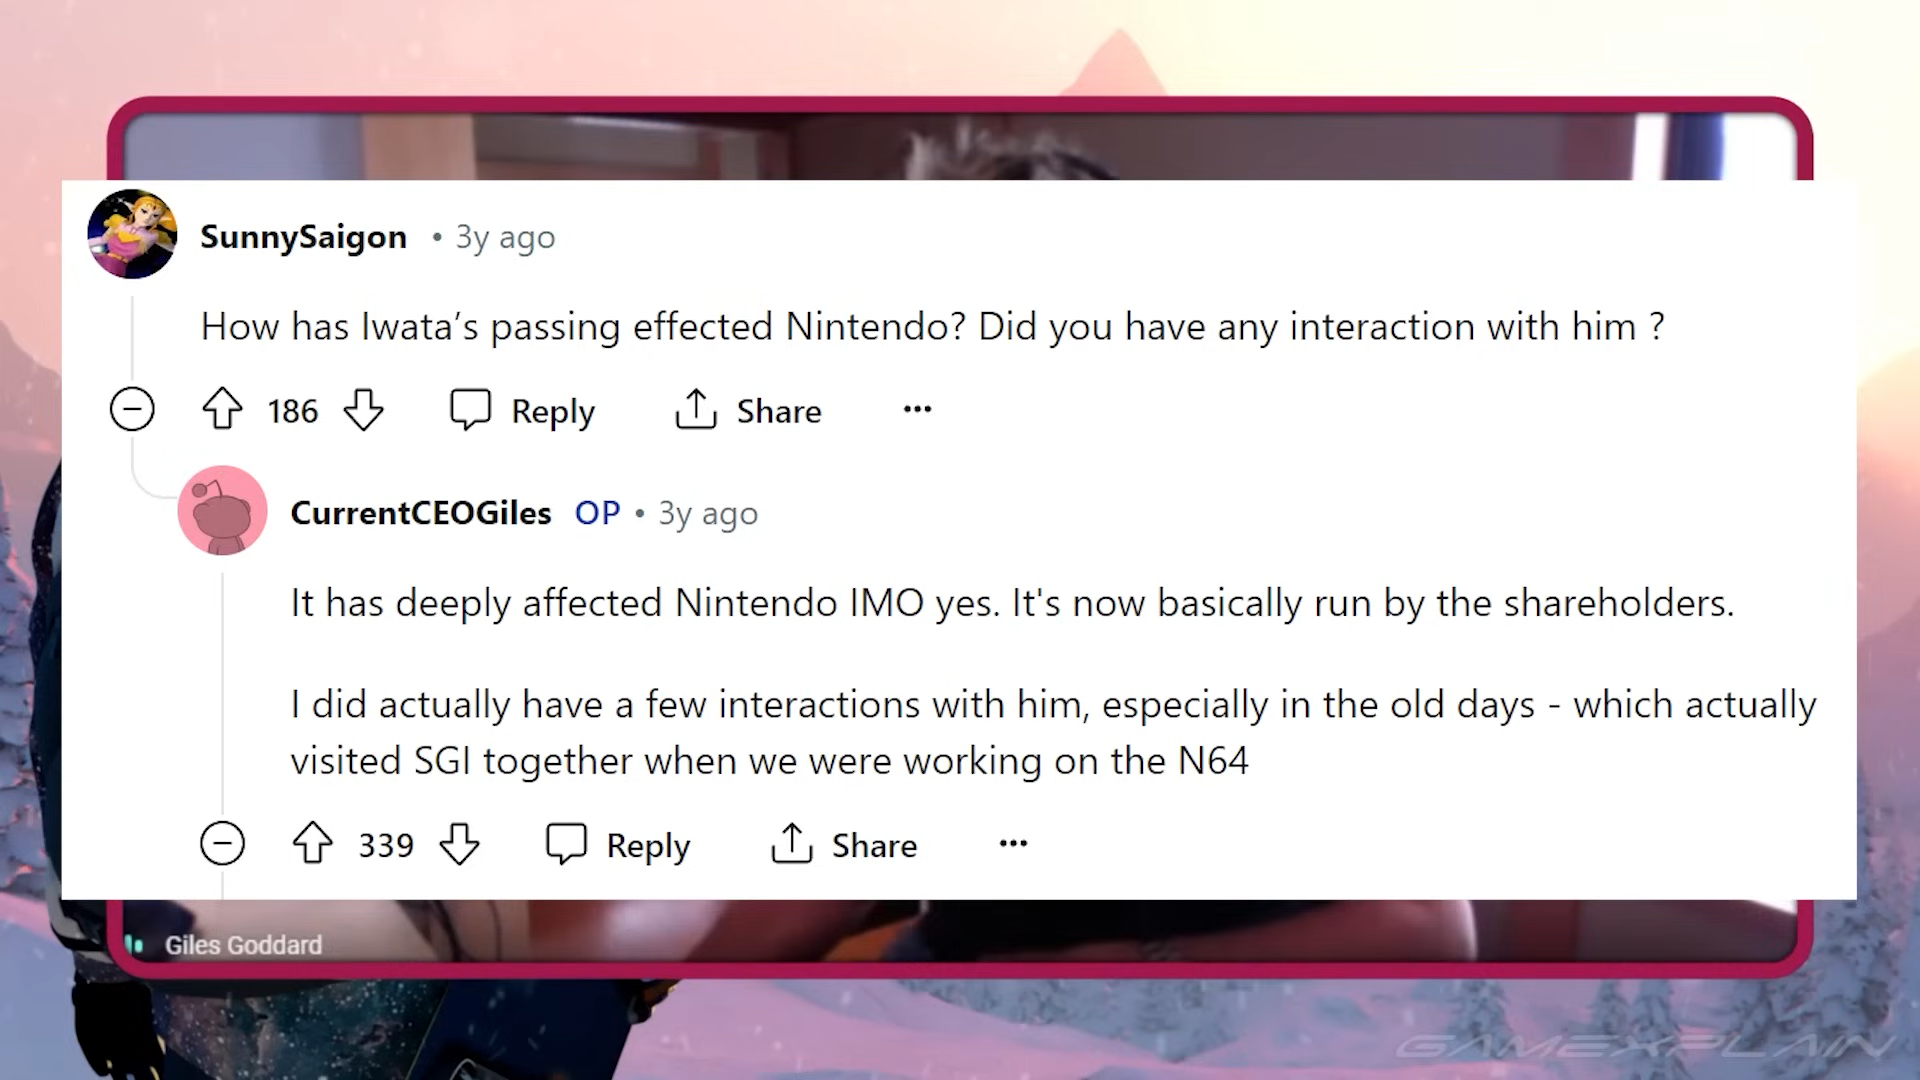 SunnySaigon • 3y ago
How has Iwata’s passing effected Nintendo? Did you have any interaction with him ?
186 Reply Share ...
CurrentCEOGiles OP • 3y ago
It has deeply affected Nintendo IMO yes. It's now basically run by the shareholders.
I did actually have a few interactions with him, especially in the old days - which actually
visited SGI together when we were working on the N64
339 Reply Share ...
Giles Goddard
GAMEXPLAIN